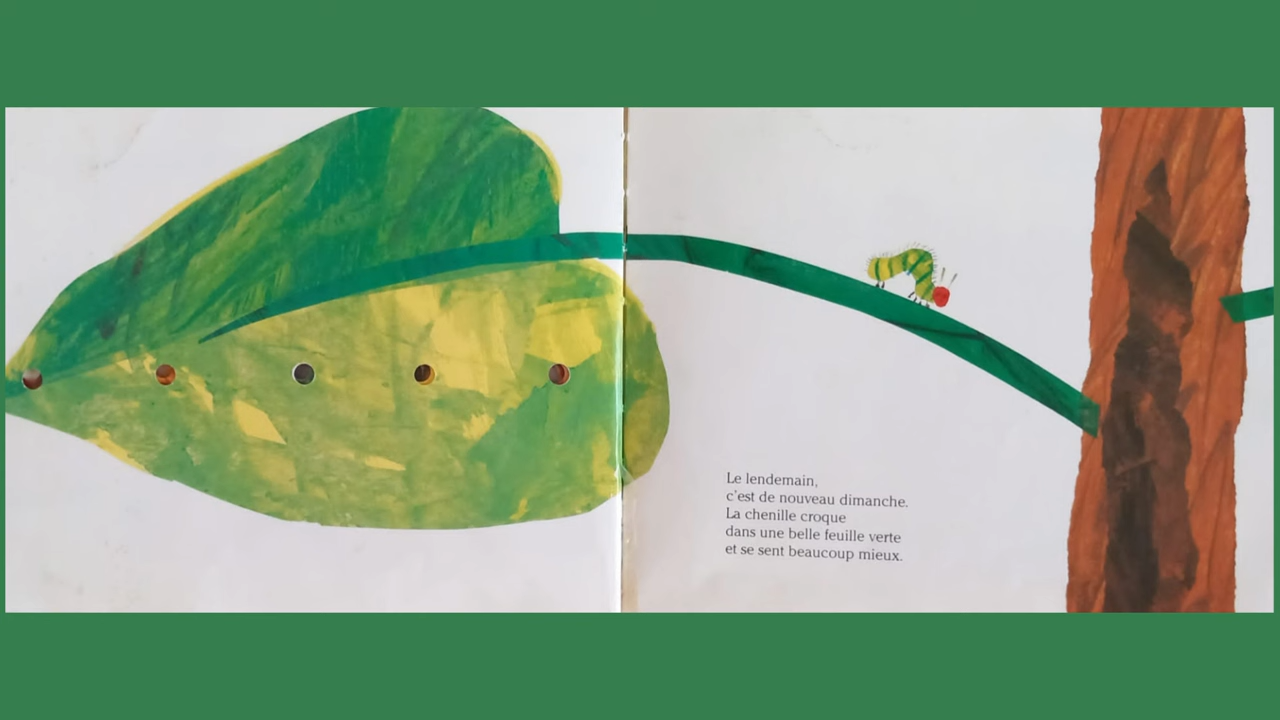 Le lendemain,
c'est de nouveau dimanche.
La chenille croque
dans une belle feuille verte
et se sent beaucoup mieux.